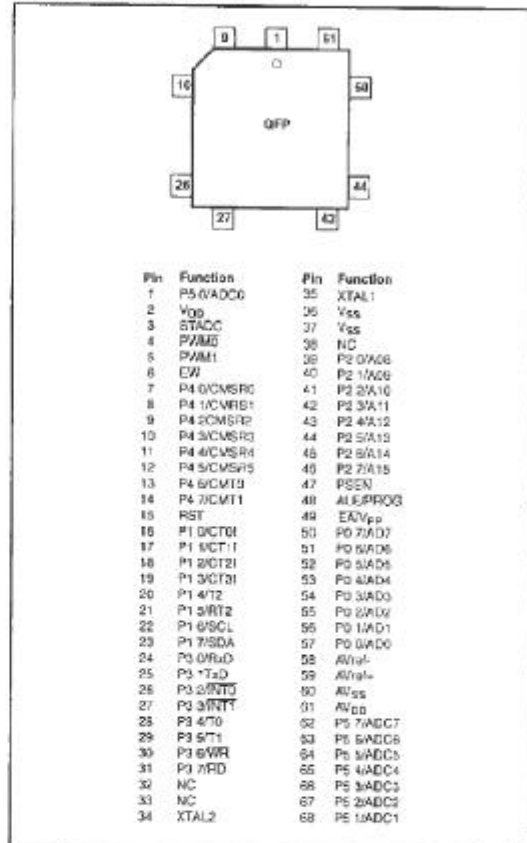 9 1 61
10 60
QFP
26 44
27 43
Pin Function Pin Function
1 P5.0/ADC0 35 XTAL1
2 VDD 36 VSS
3 STADC 37 VSS
4 PWM0 38 NC
5 PWM1 39 P2.0/A08
6 EW 40 P2.1/A09
7 P4.0/CMSR0 41 P2.2/A10
8 P4.1/CMRS1 42 P2.3/A11
9 P4.2CMSR2 43 P2.4/A12
10 P4.3/CMSR3 44 P2.5/A13
11 P4.4/CMSR4 45 P2.6/A14
12 P4.5/CMSR5 46 P2.7/A15
13 P4.6/CMT0 47 PSEN
14 P4.7/CMT1 48 ALE/PROG
15 RST 49 EA/VPP
16 P1.0/CT0I 50 P0.7/AD7
17 P1.1/CT1I 51 P0.6/AD6
18 P1.2/CT2I 52 P0.5/AD5
19 P1.3/CT3I 53 P0.4/AD4
20 P1.4/T2 54 P0.3/AD3
21 P1.5/RT2 55 P0.2/AD2
22 P1.6/SCL 56 P0.1/AD1
23 P1.7/SDA 57 P0.0/AD0
24 P3.0/RxD 58 AVref-
25 P3.1TxD 59 AVref+
26 P3.2/INT0 60 AVSS
27 P3.3/INT1 61 AVDD
28 P3.4/T0 62 P5.7/ADC7
29 P3.5/T1 63 P5.6/ADC6
30 P3.6/WR 64 P5.5/ADC5
31 P3.7/RD 65 P5.4/ADC4
32 NC 66 P5.3/ADC3
33 NC 67 P5.2/ADC2
34 XTAL2 68 P5.1/ADC1